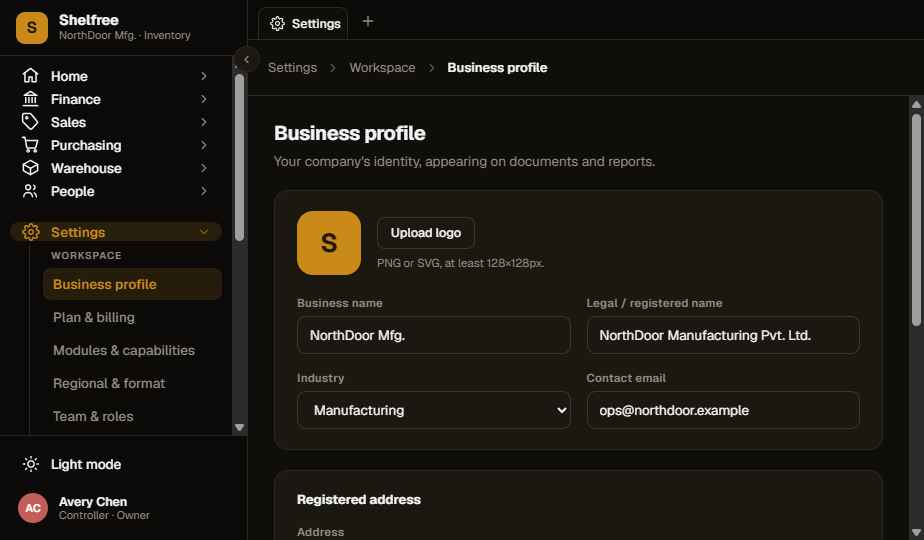 S
Shelfree
NorthDoor Mfg. · Inventory
Home
Finance
Sales
Purchasing
Warehouse
People
Settings
WORKSPACE
Business profile
Plan & billing
Modules & capabilities
Regional & format
Team & roles
Light mode
AC
Avery Chen
Controller · Owner
Settings
Settings > Workspace > Business profile
Business profile
Your company's identity, appearing on documents and reports.
S
Upload logo
PNG or SVG, at least 128×128px.
Business name
NorthDoor Mfg.
Legal / registered name
NorthDoor Manufacturing Pvt. Ltd.
Industry
Manufacturing
Contact email
ops@northdoor.example
Registered address
Address